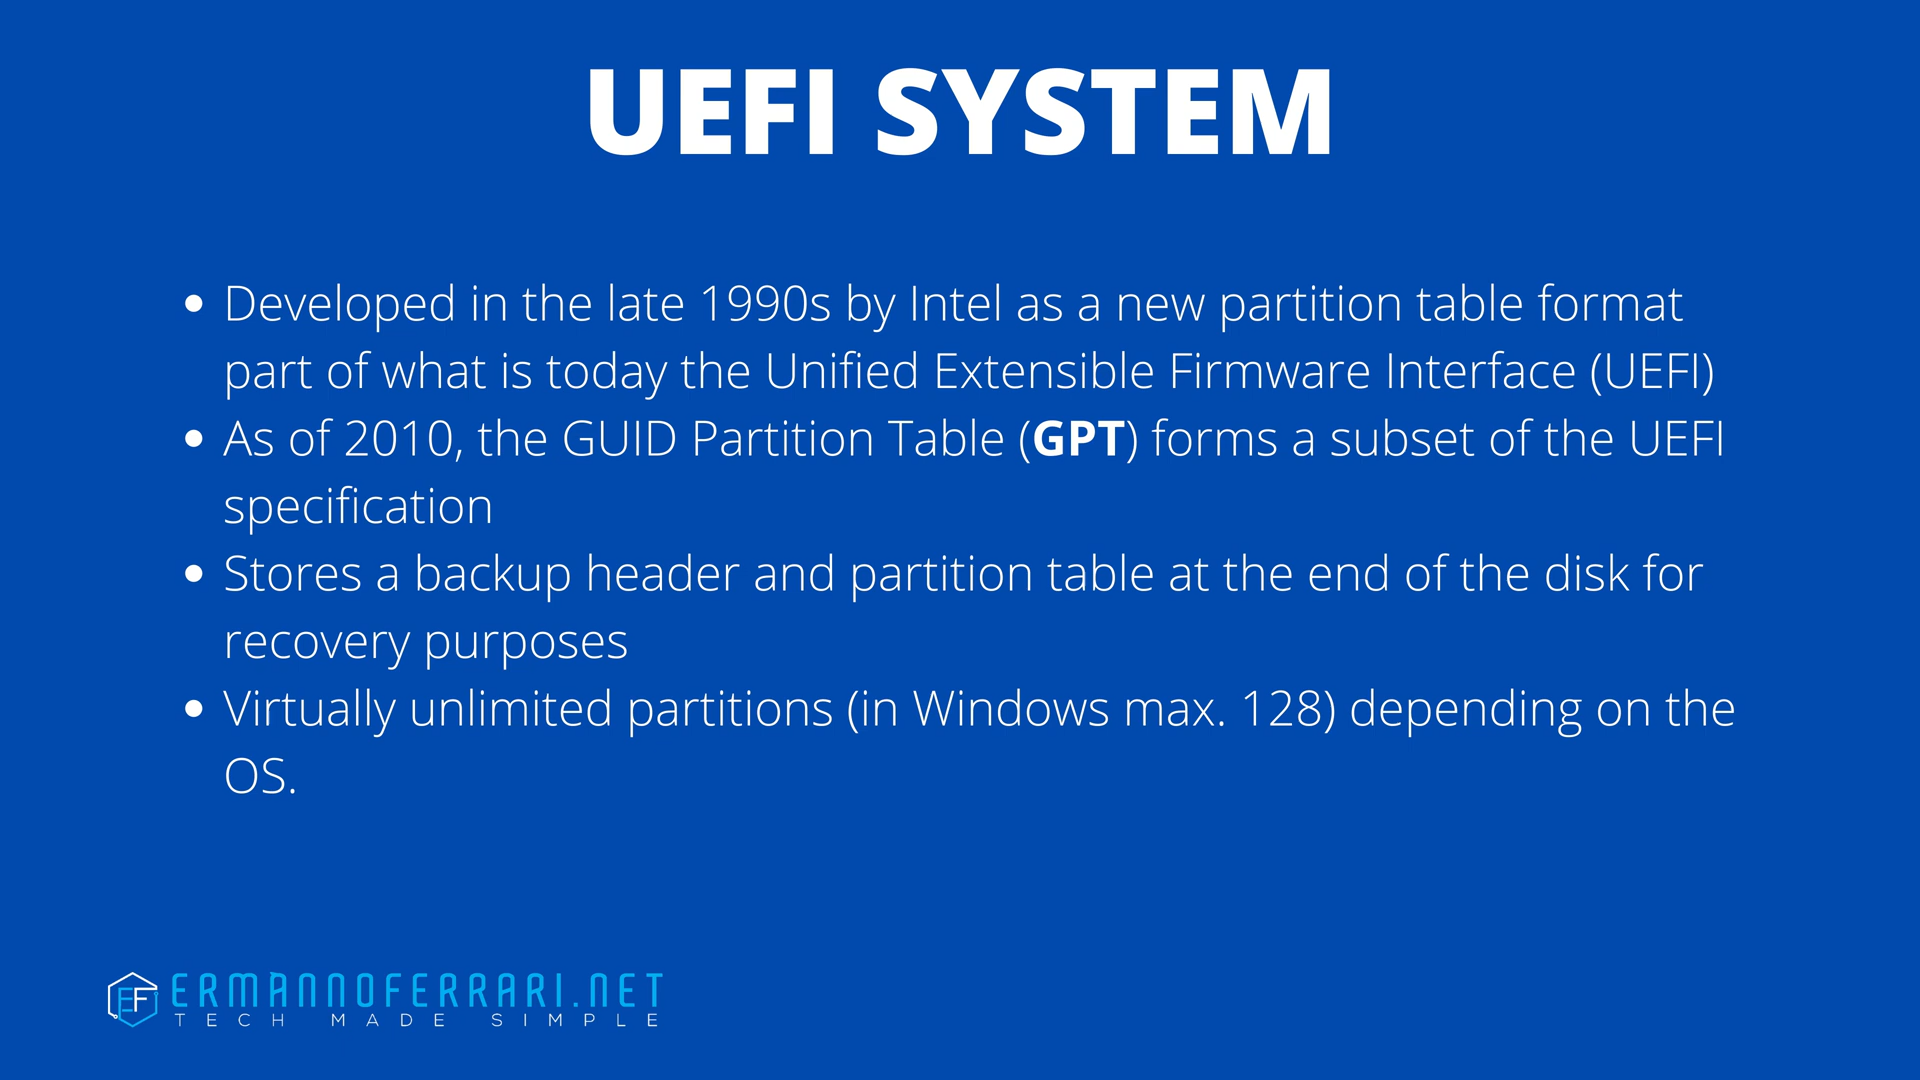 UEFI SYSTEM
• Developed in the late 1990s by Intel as a new partition table format
part of what is today the Unified Extensible Firmware Interface (UEFI)
• As of 2010, the GUID Partition Table (GPT) forms a subset of the UEFI
specification
• Stores a backup header and partition table at the end of the disk for
recovery purposes
• Virtually unlimited partitions (in Windows max. 128) depending on the
OS.
EF ERMANNOFERRARI.NET
TECH MADE SIMPLE